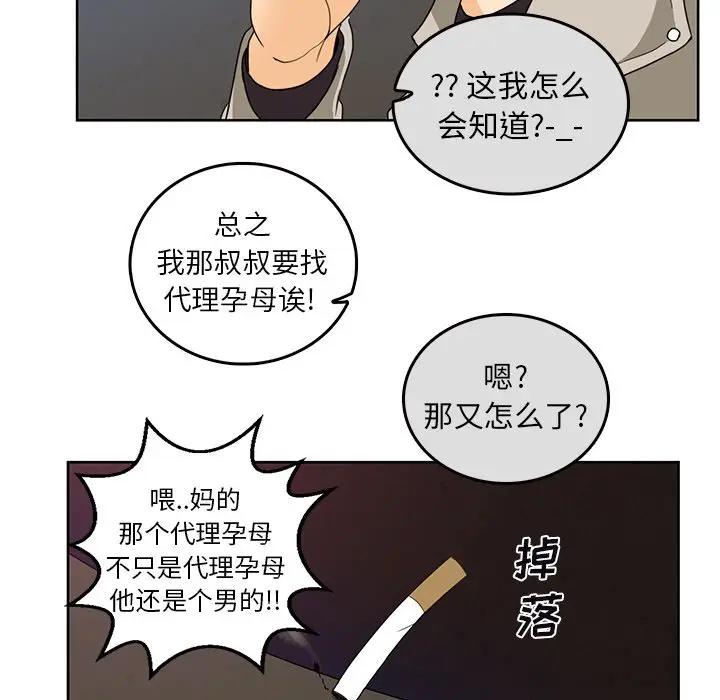 ?? 这我怎么
会知道?-_-
总之
我那叔叔要找
代理孕母诶!
嗯?
那又怎么了?
喂..妈的
那个代理孕母
不只是代理孕母
他还是个男的!!
掉
落